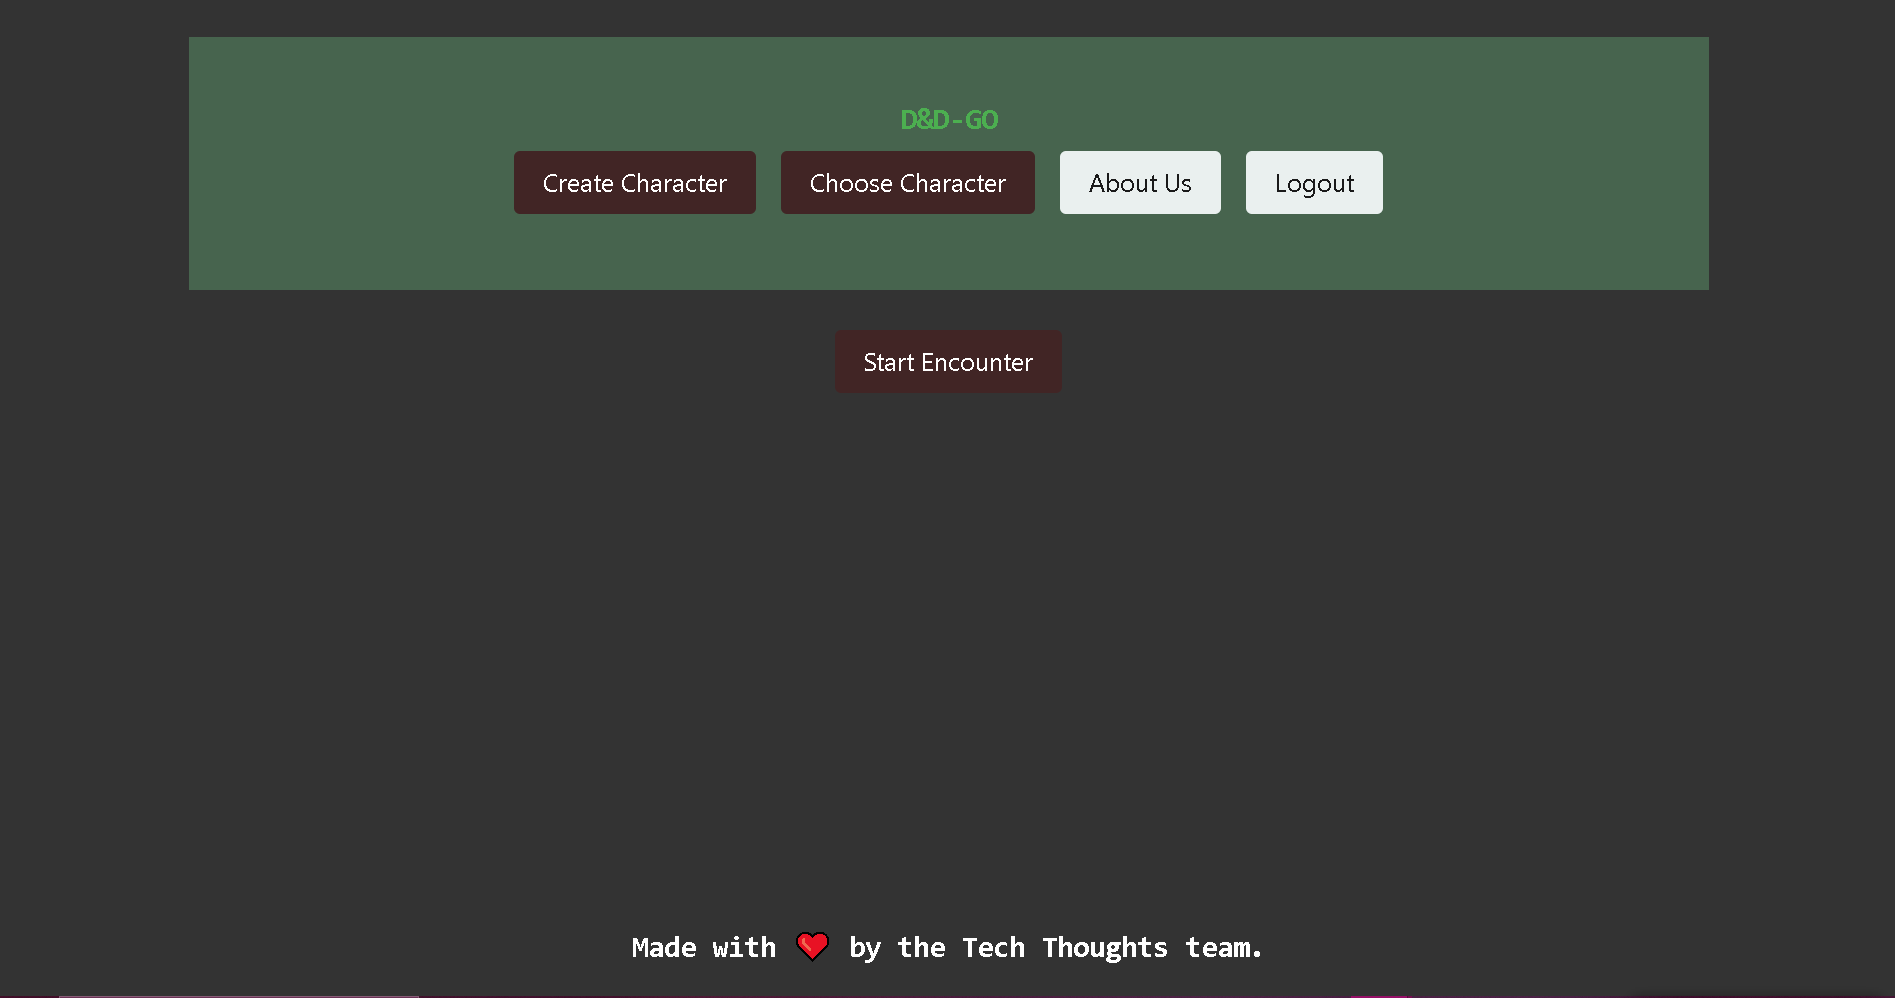 D&D-GO
Create Character
Choose Character
About Us
Logout
Start Encounter
Made with ❤️ by the Tech Thoughts team.